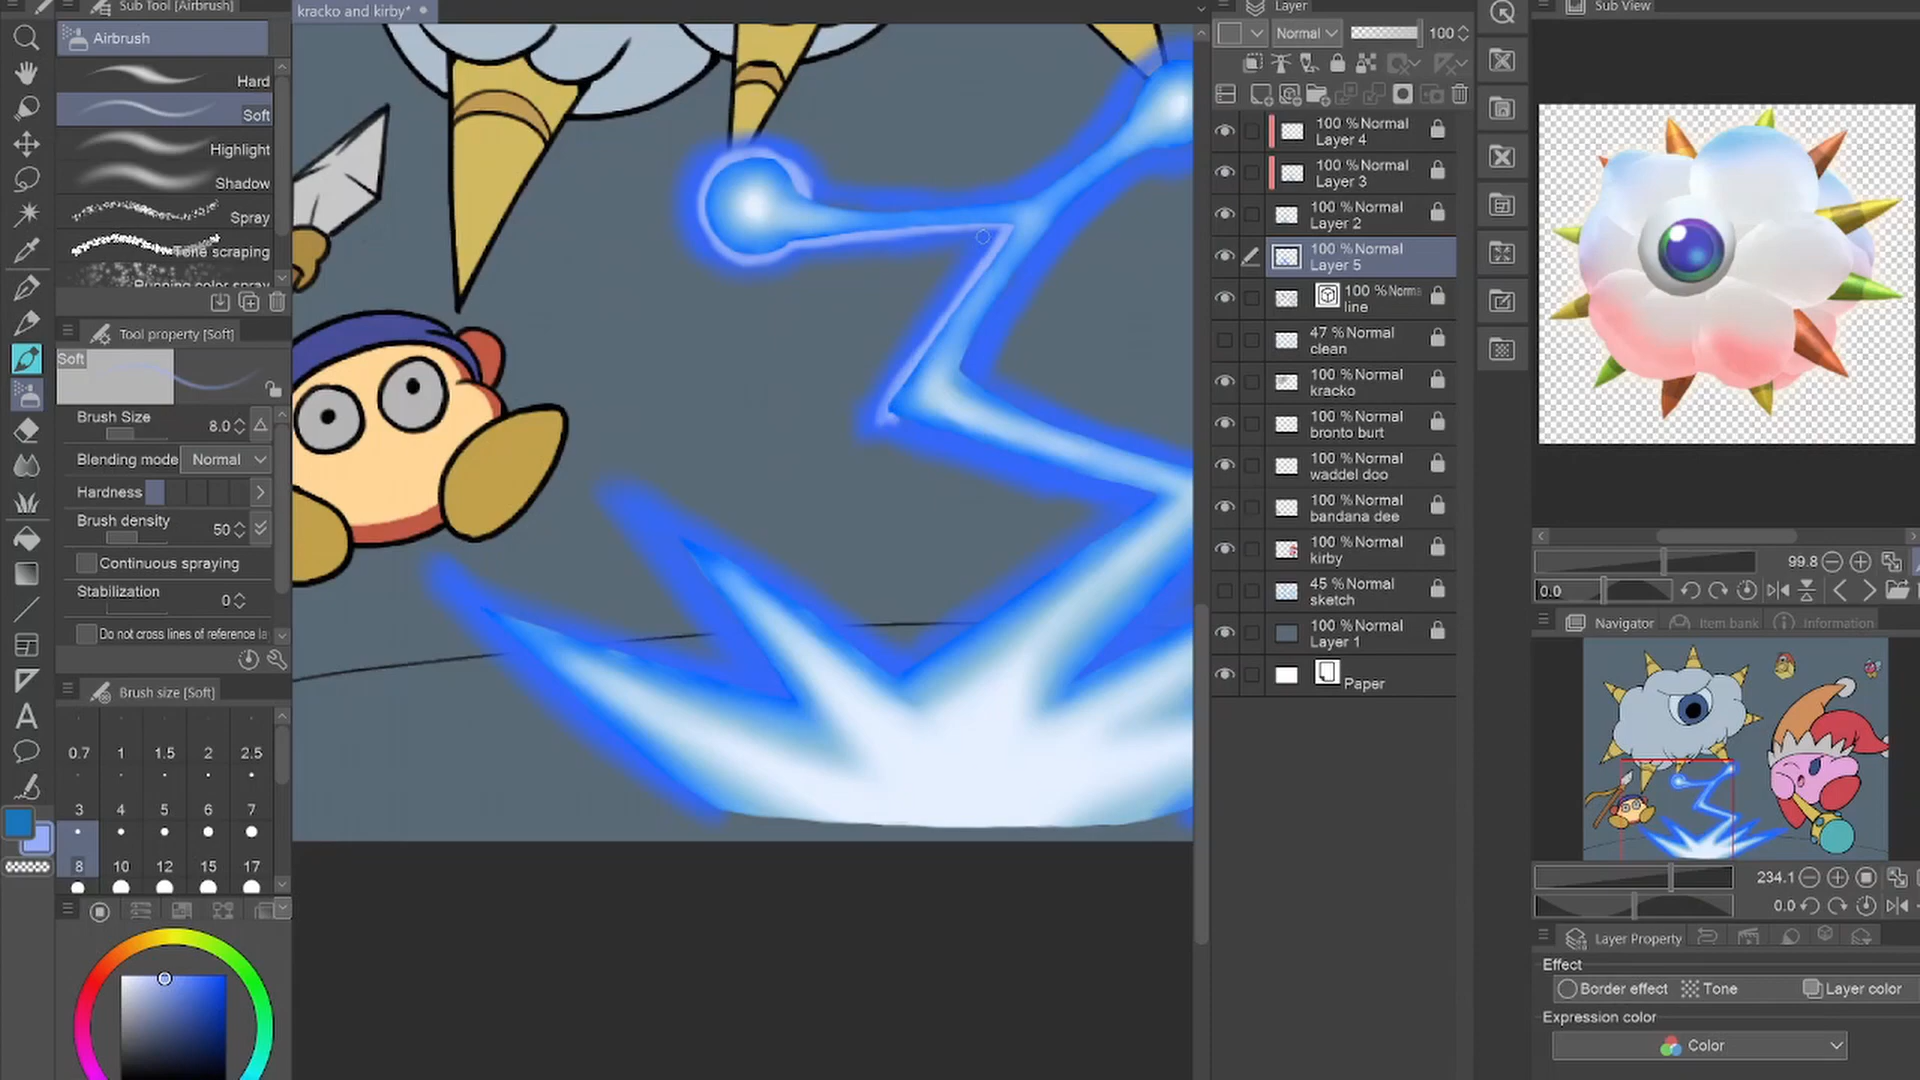 Sub Tool [Airbrush]
Airbrush
Hard
Soft
Highlight
Shadow
Spray
Tone scraping
Running color spray
Tool property [Soft]
Soft
Brush Size
8.0
Blending mode
Normal
Hardness
Brush density
50
Continuous spraying
Stabilization
0
Do not cross lines of reference la
Brush size [Soft]
0.7 1 1.5 2 2.5
3 4 5 6 7
8 10 12 15 17
kracko and kirby*
Layer
Normal
100
100 %Normal
Layer 4
100 %Normal
Layer 3
100 %Normal
Layer 2
100 %Normal
Layer 5
100 %Norma
line
47 %Normal
clean
100 %Normal
kracko
100 %Normal
bronto burt
100 %Normal
waddel doo
100 %Normal
bandana dee
100 %Normal
kirby
45 %Normal
sketch
100 %Normal
Layer 1
Paper
Sub View
99.8
0.0
Navigator
Item bank
Information
234.1
0.0
Layer Property
Effect
Border effect
Tone
Layer color
Expression color
Color